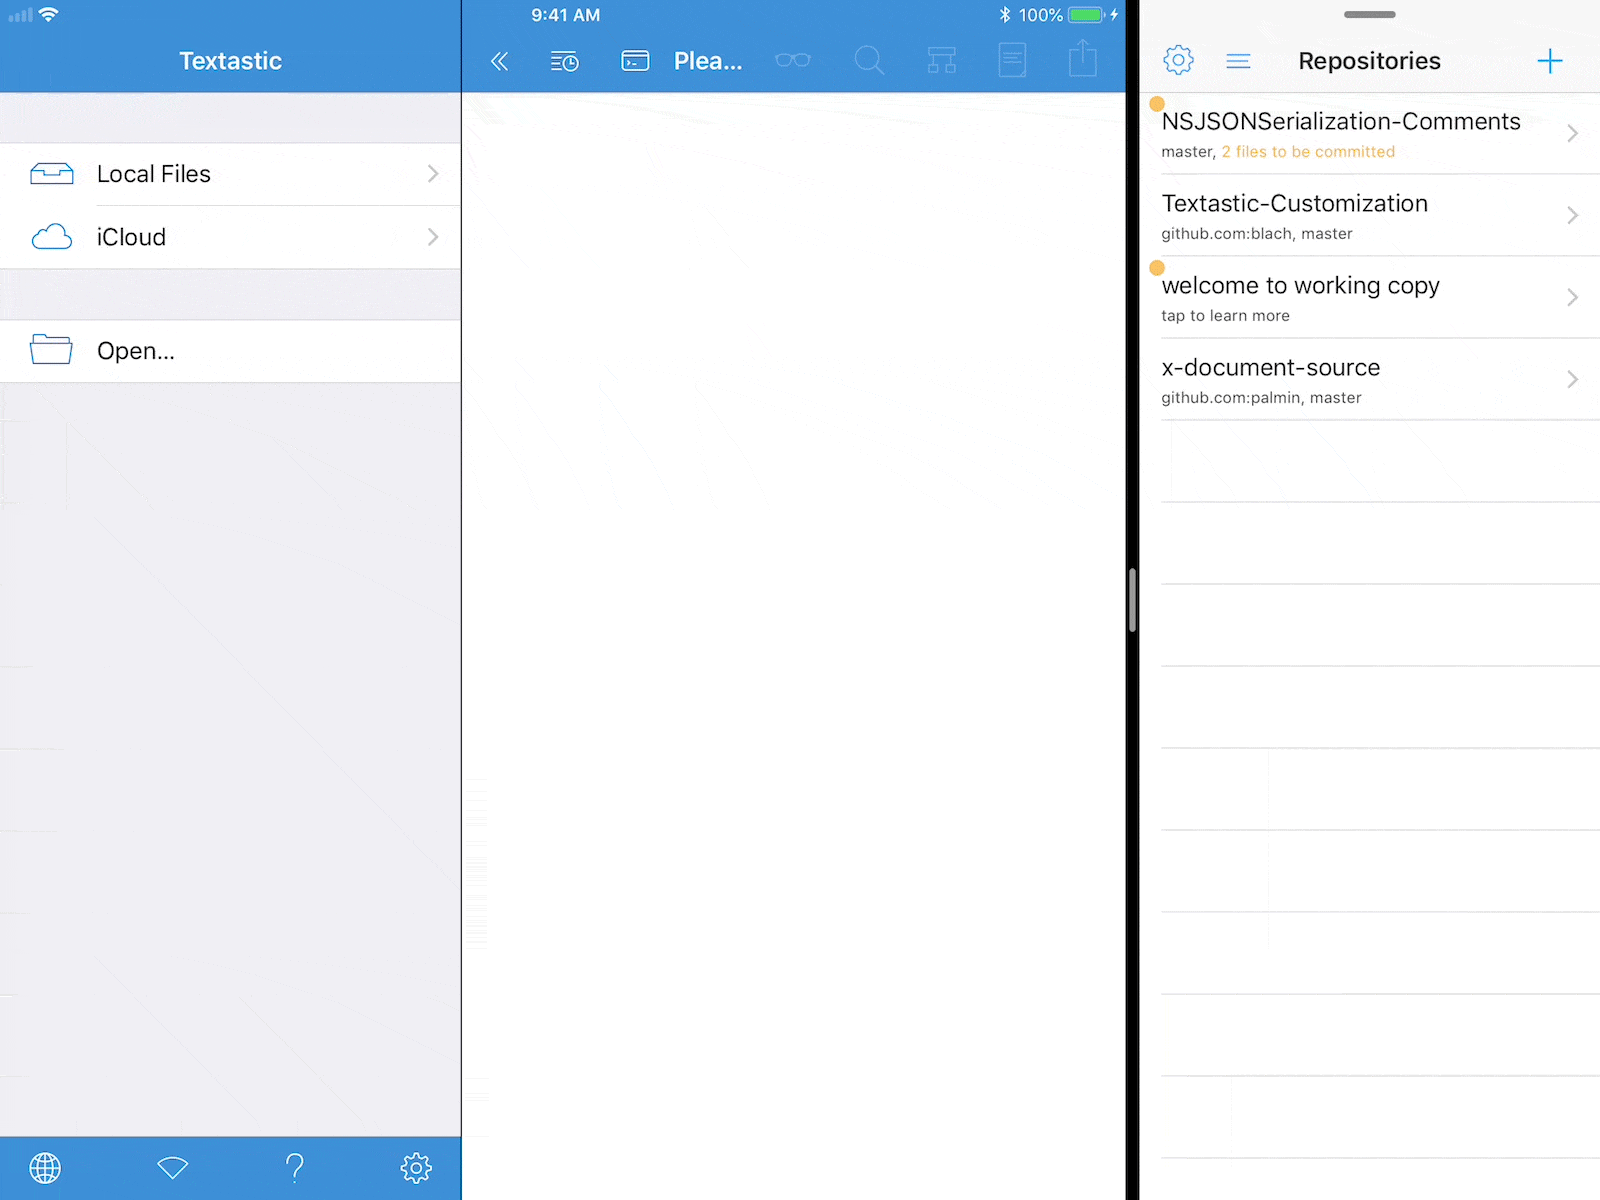 9:41 AM
100%
Textastic
Plea...
Repositories
Local Files
iCloud
Open...
NSJSONSerialization-Comments
master, 2 files to be committed
Textastic-Customization
github.com:blach, master
welcome to working copy
tap to learn more
x-document-source
github.com:palmin, master